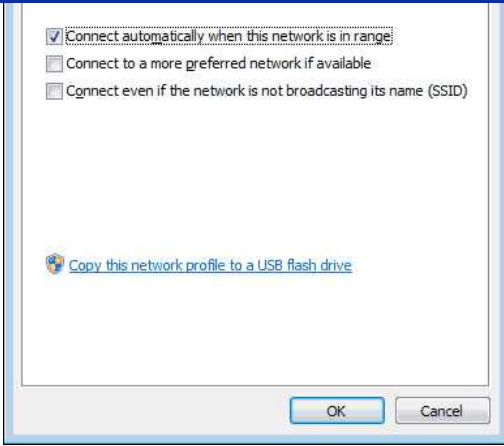 Connect automatically when this network is in range
Connect to a more preferred network if available
Connect even if the network is not broadcasting its name (SSID)
Copy this network profile to a USB flash drive
OK
Cancel